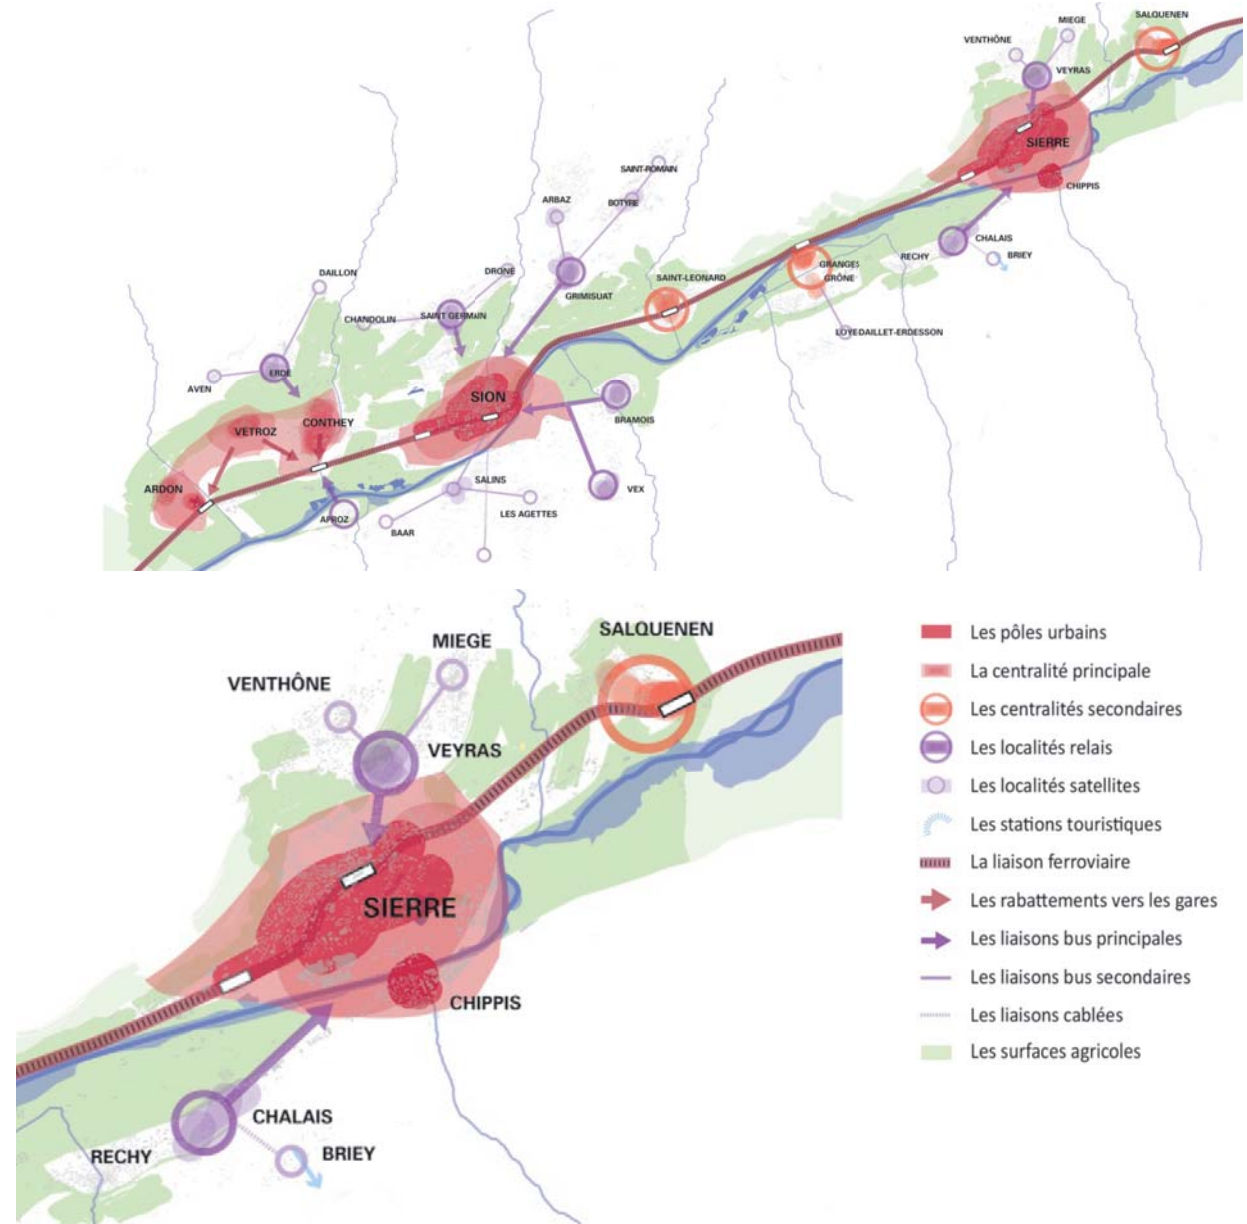 SALQUENEN
MIEGE
VENTHÔNE
VEYRAS
SIERRE
CHIPPIS
SAINT-ROMAIN
ARBAZ
BOTYRE
CHALAIS
RECHY
BRIEY
GRANGES
GRÔNE
SAINT-LEONARD
DAILLON
DRONE
GRIMISUAT
CHANDOLIN
SAINT GERMAIN
LOYE
DAILLET-ERDESSON
ERDE
AVEN
SION
BRAMOIS
CONTHEY
VETROZ
SALINS
VEX
ARDON
LES AGETTES
APROZ
BAAR
SALQUENEN
MIEGE
VENTHÔNE
VEYRAS
SIERRE
CHIPPIS
CHALAIS
RECHY
BRIEY
Les pôles urbains
La centralité principale
Les centralités secondaires
Les localités relais
Les localités satellites
Les stations touristiques
La liaison ferroviaire
Les rabattements vers les gares
Les liaisons bus principales
Les liaisons bus secondaires
Les liaisons cablées
Les surfaces agricoles